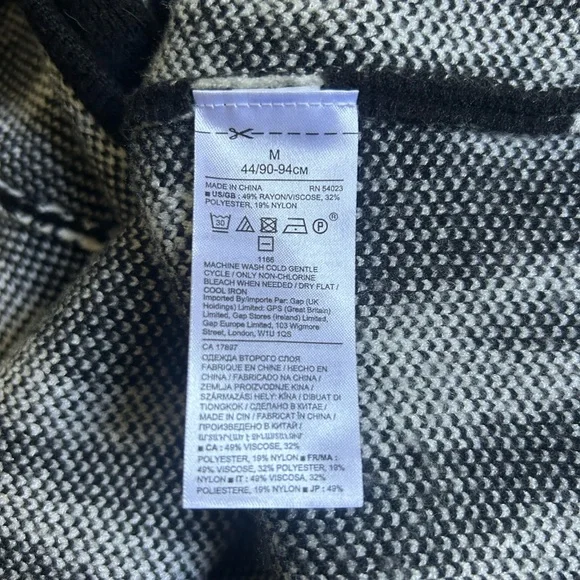 M
44/90-94CM
MADE IN CHINA RN 54023
■ US/GB : 49% RAYON/VISCOSE, 32%
POLYESTER, 19% NYLON
30 P ®
1166
MACHINE WASH COLD GENTLE
CYCLE / ONLY NON-CHLORINE
BLEACH WHEN NEEDED / DRY FLAT /
COOL IRON
Imported By/Importe Par: Gap (UK
Holdings) Limited: GPS (Great Britain)
Limited, Gap Stores (Ireland) Limited,
Gap Europe Limited, 103 Wigmore
Street, London, W1U 1QS
CA 17897
ОДЕЖДА ВТОРОГО СЛОЯ
FABRIQUE EN CHINE / HECHO EN
CHINA / FABRICADO NA CHINA /
ZEMLJA PROIZVODNJE KINA /
SZÁRMAZÁSI HELY: KÍNA / DIBUAT DI
TIONGKOK / СДЕЛАНО В КИТАЕ /
MADE IN CIN / FABRICAT ÎN CHINA /
ПРОИЗВЕДЕНО В КИТАЙ /
■ CA : 49% VISCOSE, 32%
POLYESTER, 19% NYLON ■ FR/MA :
49% VISCOSE, 32% POLYESTER, 19%
NYLON ■ IT : 49% VISCOSE, 32%
POLIESTERE, 19% NYLON ■ JP : 49%